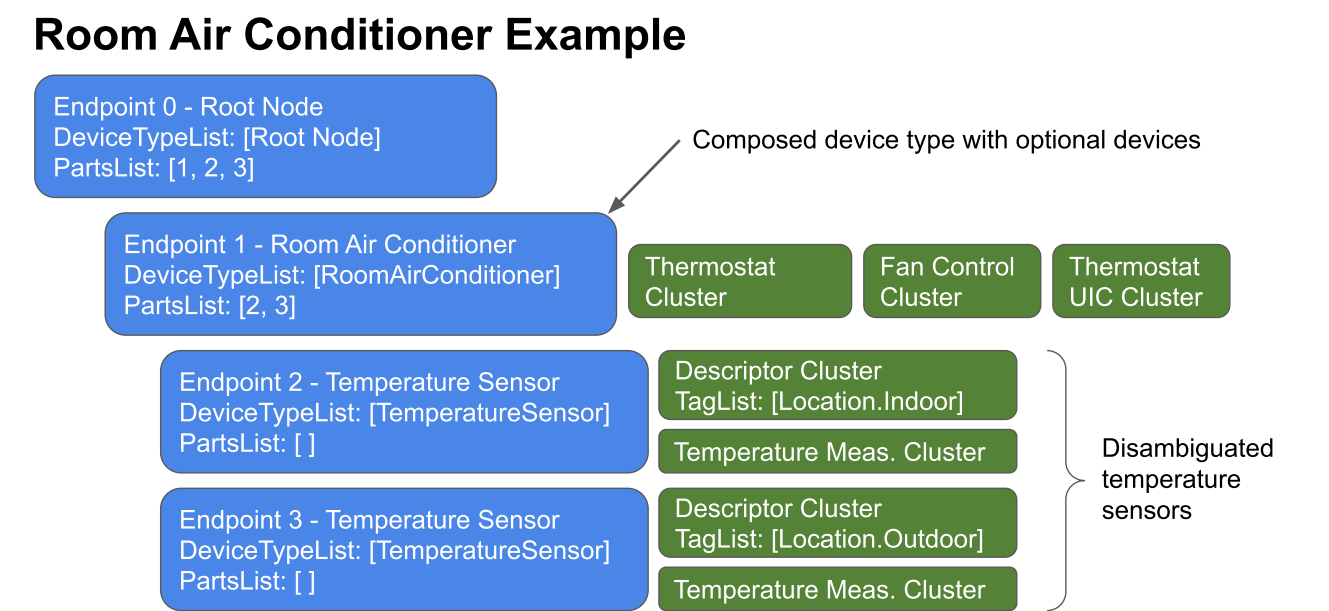 Room Air Conditioner Example
Endpoint 0 - Root Node
DeviceTypeList: [Root Node]
PartsList: [1, 2, 3]
Composed device type with optional devices
Endpoint 1 - Room Air Conditioner
DeviceTypeList: [RoomAirConditioner]
PartsList: [2, 3]
Thermostat
Cluster
Fan Control
Cluster
Thermostat
UIC Cluster
Endpoint 2 - Temperature Sensor
DeviceTypeList: [TemperatureSensor]
PartsList: [ ]
Descriptor Cluster
TagList: [Location.Indoor]
Temperature Meas. Cluster
Endpoint 3 - Temperature Sensor
DeviceTypeList: [TemperatureSensor]
PartsList: [ ]
Descriptor Cluster
TagList: [Location.Outdoor]
Temperature Meas. Cluster
Disambiguated
temperature
sensors